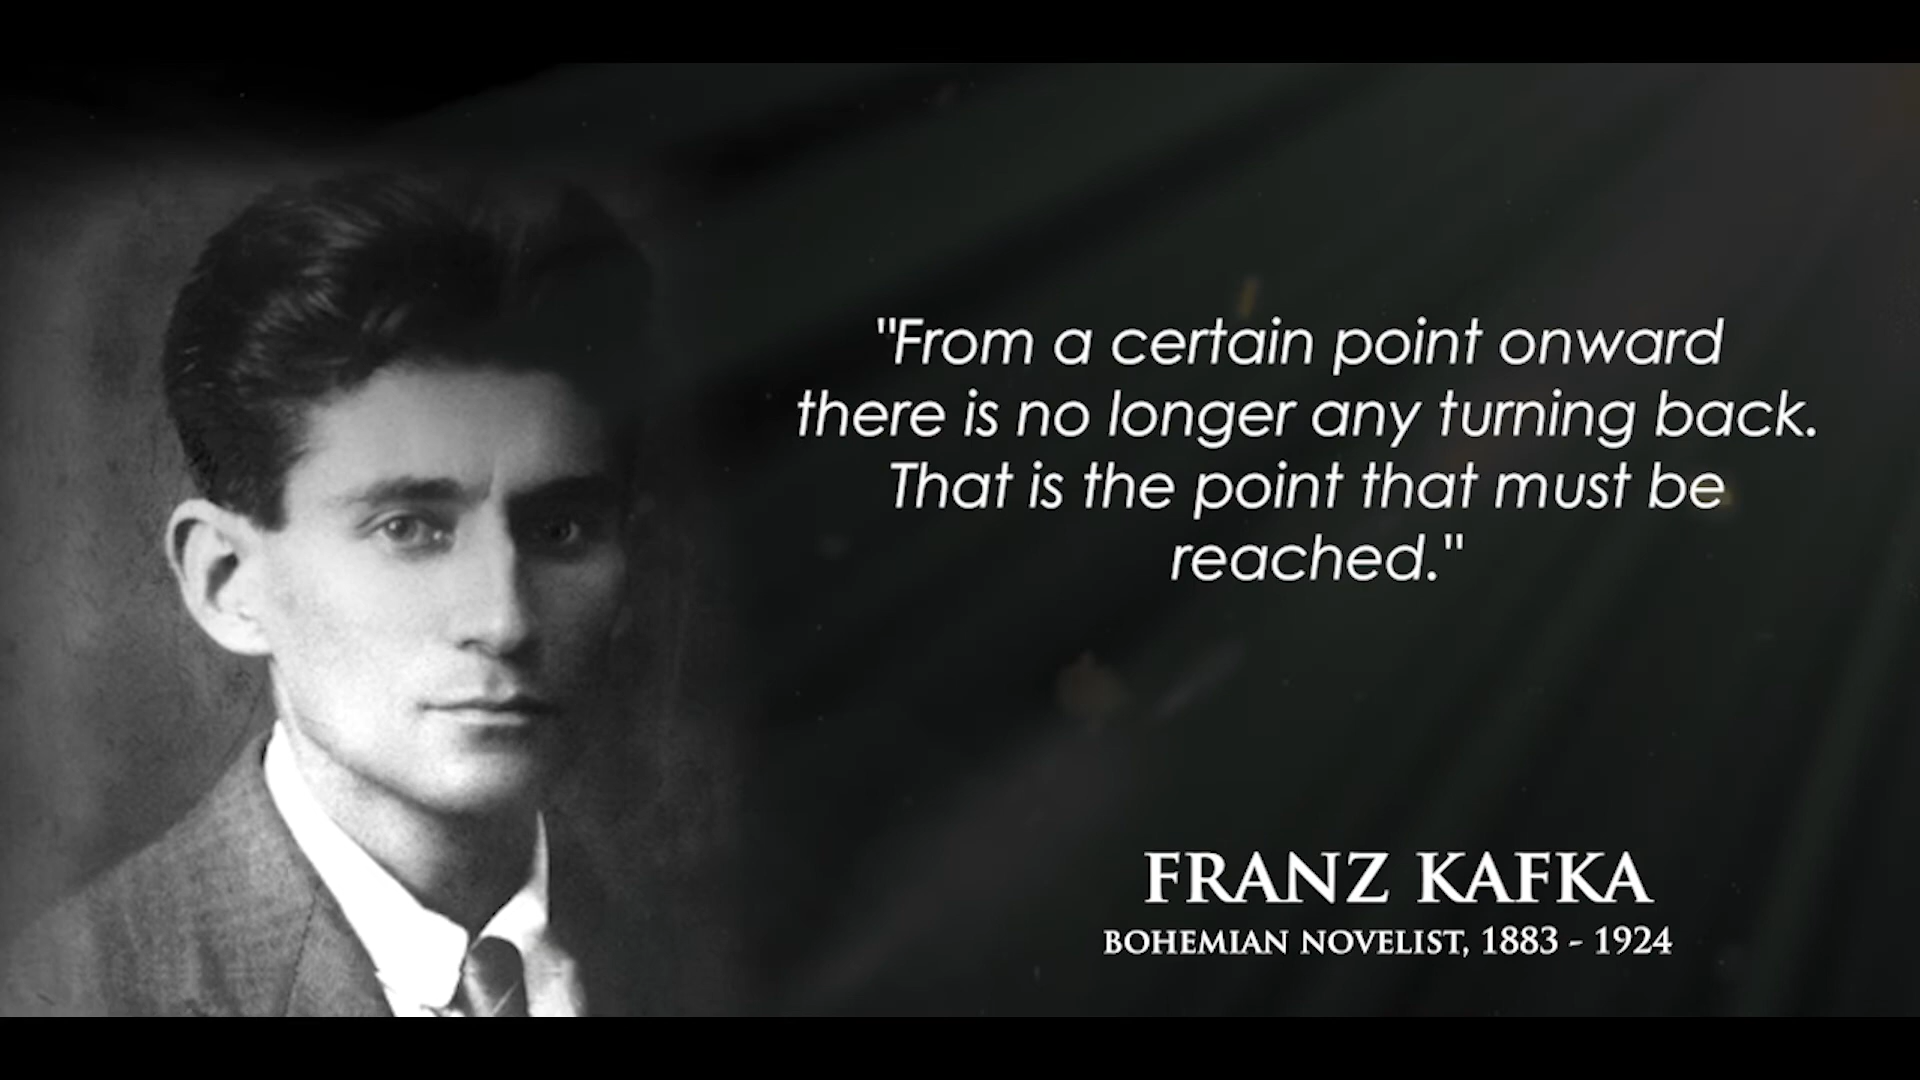 "From a certain point onward
there is no longer any turning back.
That is the point that must be
reached."
FRANZ KAFKA
BOHEMIAN NOVELIST, 1883 - 1924